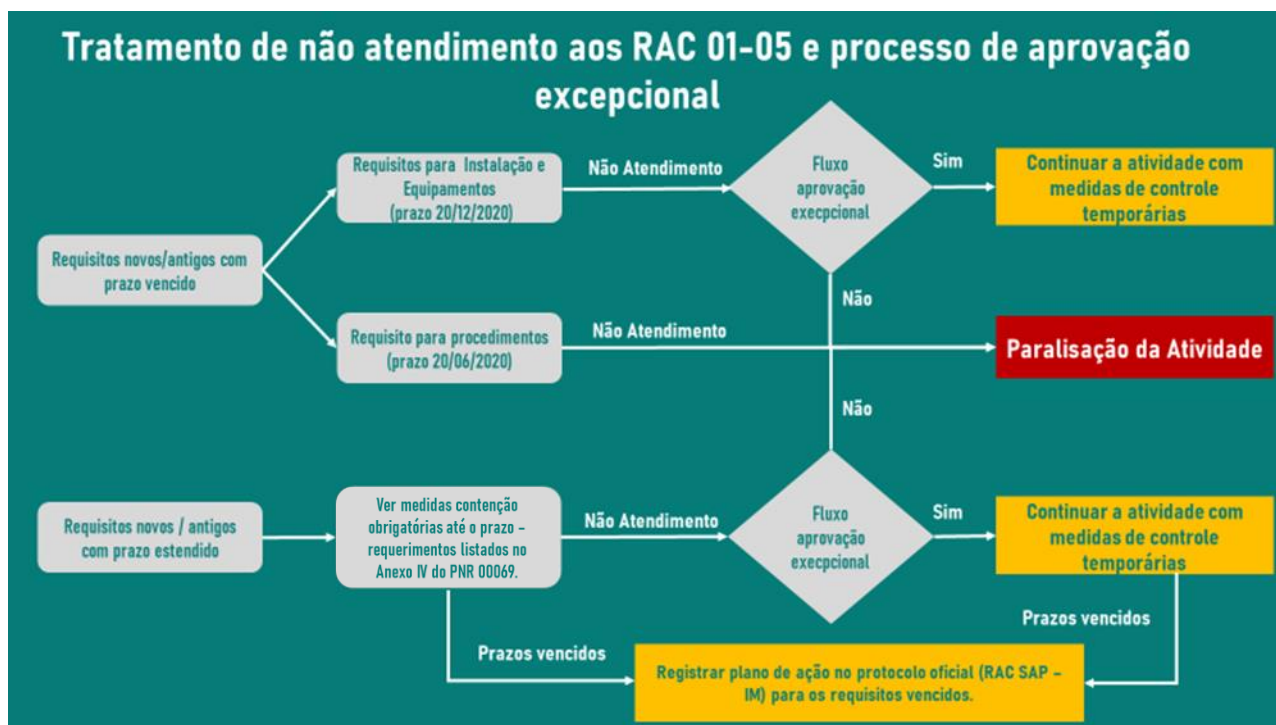 Tratamento de não atendimento aos RAC 01-05 e processo de aprovação
excepcional
Requisitos para Instalação e
Equipamentos
(prazo 20/12/2020)
Não Atendimento
Fluxo
aprovação
execpcional
Sim
Continuar a atividade com
medidas de controle
temporárias
Requisitos novos/antigos com
prazo vencido
Não
Requisito para procedimentos
(prazo 20/06/2020)
Não Atendimento
Paralisação da Atividade
Não
Requisitos novos / antigos
com prazo estendido
Ver medidas contenção
obrigatórias até o prazo –
requerimentos listados no
Anexo IV do PNR 00069.
Não Atendimento
Fluxo
aprovação
execpcional
Sim
Continuar a atividade com
medidas de controle
temporárias
Prazos vencidos
Prazos vencidos
Registrar plano de ação no protocolo oficial (RAC SAP –
IM) para os requisitos vencidos.